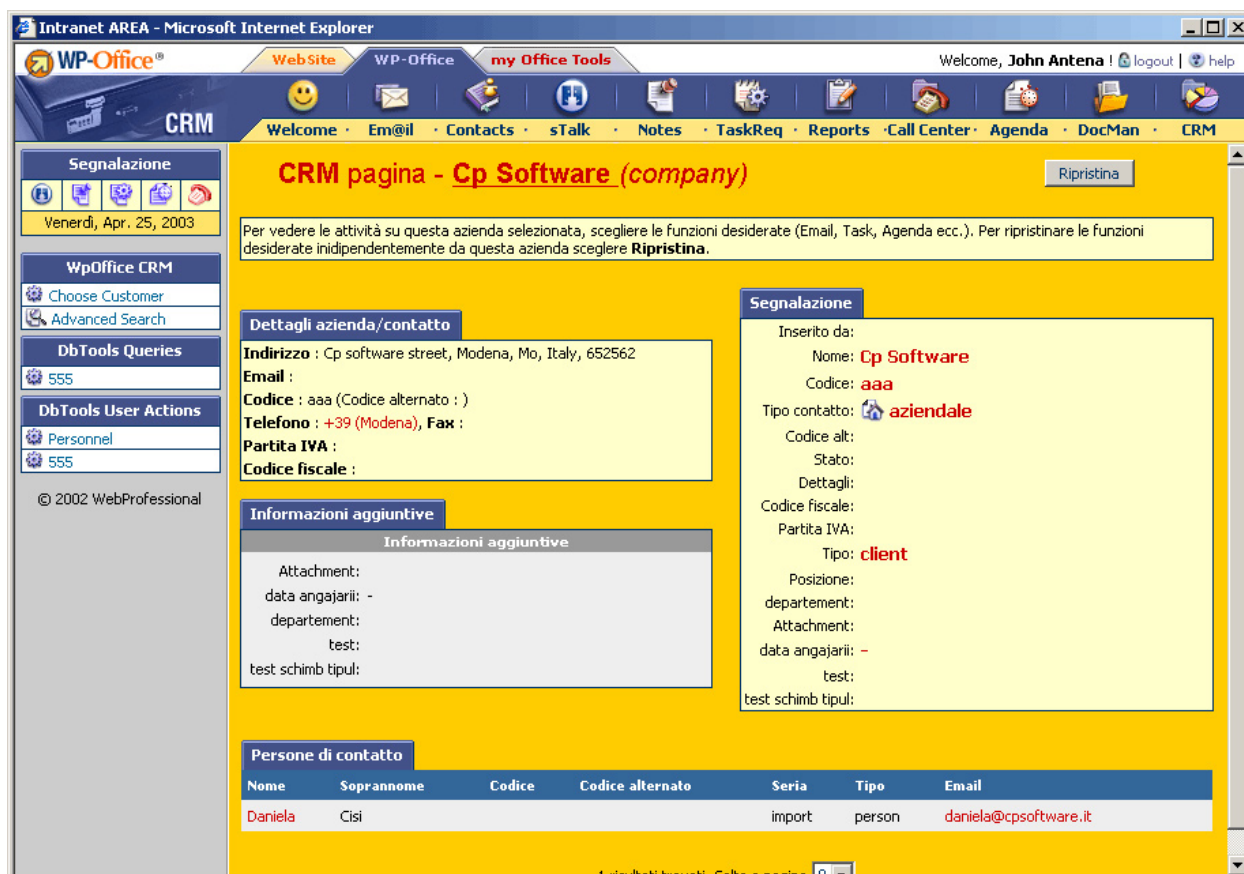 Intranet AREA - Microsoft Internet Explorer
WP-Office®
WebSite WP-Office my Office Tools
Welcome, John Antena ! logout | help
CRM
Welcome · Em@il · Contacts · sTalk · Notes · TaskReq · Reports ·Call Center· Agenda · DocMan · CRM
Segnalazione
Venerdì, Apr. 25, 2003
WpOffice CRM
Choose Customer
Advanced Search
DbTools Queries
555
DbTools User Actions
Personnel
555
© 2002 WebProfessional
CRM pagina - Cp Software (company)
Ripristina
Per vedere le attività su questa azienda selezionata, scegliere le funzioni desiderate (Email, Task, Agenda ecc.). Per ripristinare le funzioni
desiderate inidipendentemente da questa azienda scegliere Ripristina.
Dettagli azienda/contatto
Indirizzo : Cp software street, Modena, Mo, Italy, 652562
Email :
Codice : aaa (Codice alternato : )
Telefono : +39 (Modena), Fax :
Partita IVA :
Codice fiscale :
Informazioni aggiuntive
Informazioni aggiuntive
Attachment:
data angajarii: -
departement:
test:
test schimb tipul:
Segnalazione
Inserito da:
Nome: Cp Software
Codice: aaa
Tipo contatto: aziendale
Codice alt:
Stato:
Dettagli:
Codice fiscale:
Partita IVA:
Tipo: client
Posizione:
departement:
Attachment:
data angajarii: -
test:
test schimb tipul:
Persone di contatto
Nome Soprannome Codice Codice alternato Seria Tipo Email
Daniela Cisi import person daniela@cpsoftware.it